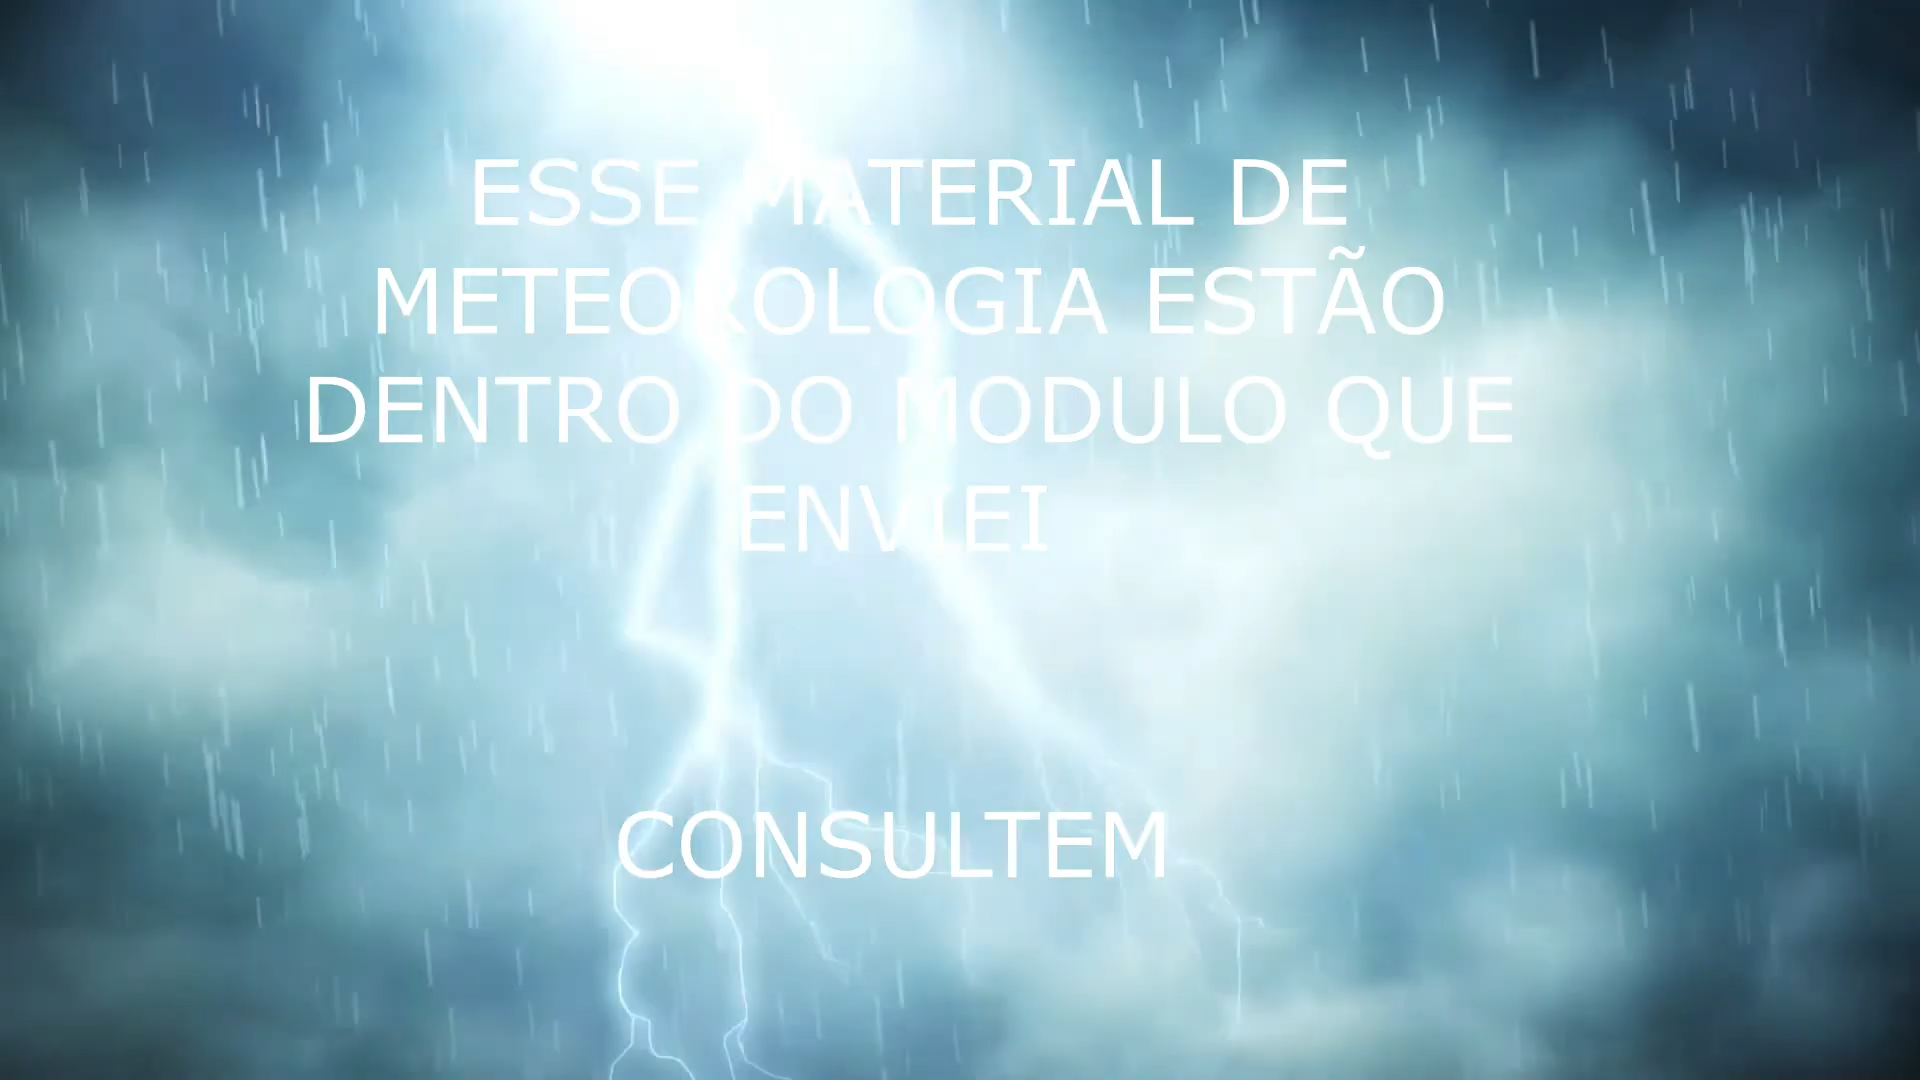 ESSE MATERIAL DE
METEOROLOGIA ESTÃO
DENTRO DO MODULO QUE
ENVIEI
CONSULTEM